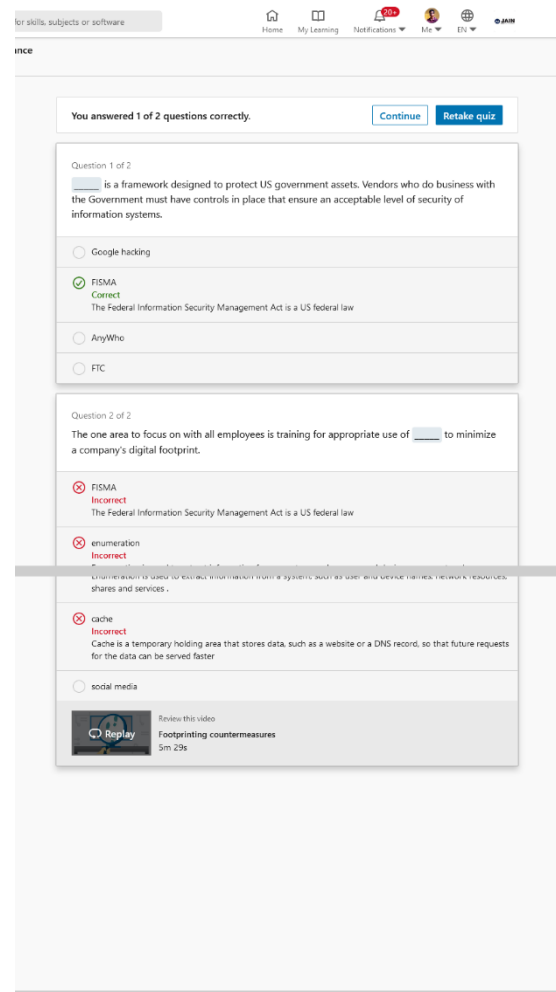 for skills, subjects or software
Home
My Learning
20+
Notifications
Me
EN
JAIN
ance
You answered 1 of 2 questions correctly.
Continue
Retake quiz
Question 1 of 2
_____ is a framework designed to protect US government assets. Vendors who do business with
the Government must have controls in place that ensure an acceptable level of security of
information systems.
Google hacking
FISMA
Correct
The Federal Information Security Management Act is a US federal law
AnyWho
FTC
Question 2 of 2
The one area to focus on with all employees is training for appropriate use of _____ to minimize
a company's digital footprint.
FISMA
Incorrect
The Federal Information Security Management Act is a US federal law
enumeration
Incorrect
Enumeration is used to extract information from a system, such as user and device names, network resources,
shares and services .
cache
Incorrect
Cache is a temporary holding area that stores data, such as a website or a DNS record, so that future requests
for the data can be served faster
social media
Replay
Review this video
Footprinting countermeasures
5m 29s